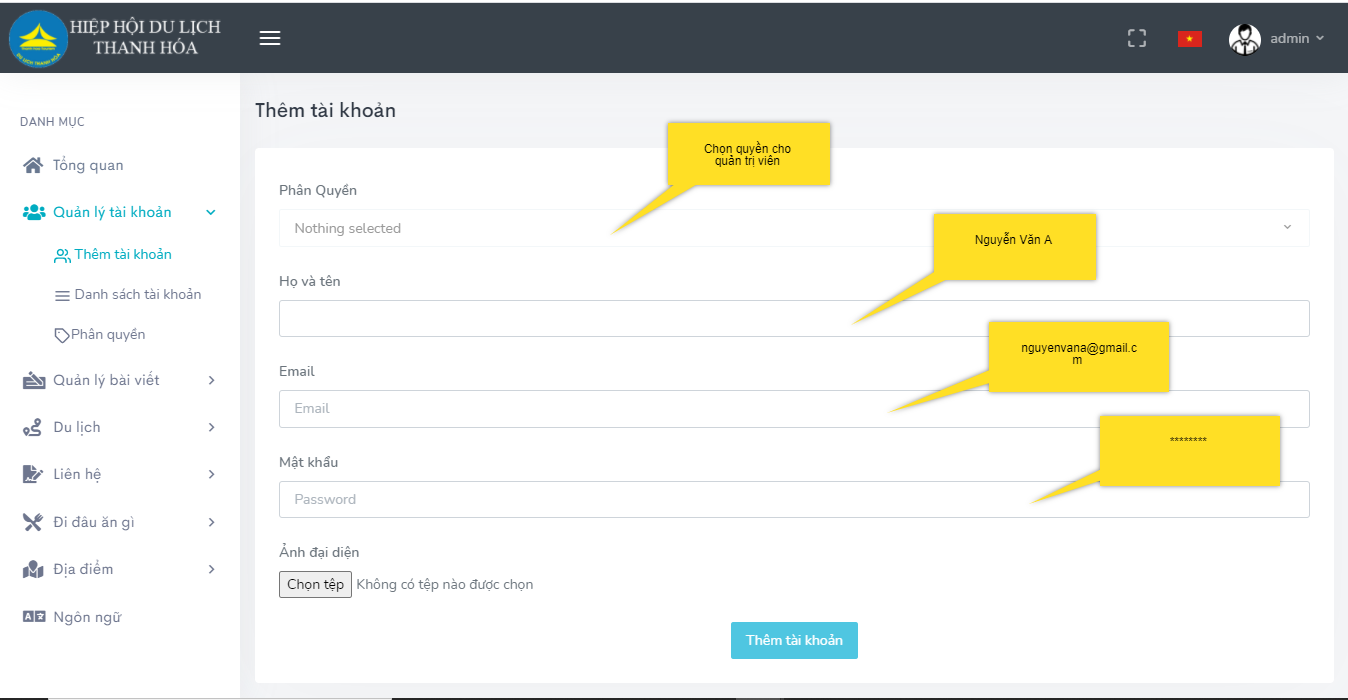 HIỆP HỘI DU LỊCH
THANH HÓA
admin
DANH MỤC
Tổng quan
Quản lý tài khoản
Thêm tài khoản
Danh sách tài khoản
Phân quyền
Quản lý bài viết
Du lịch
Liên hệ
Đi đâu ăn gì
Địa điểm
Ngôn ngữ
Thêm tài khoản
Chọn quyền cho
quản trị viên
Phân Quyền
Nothing selected
Nguyễn Văn A
Họ và tên
nguyenvana@gmail.c
m
Email
Email
********
Mật khẩu
Password
Ảnh đại diện
Chọn tệp Không có tệp nào được chọn
Thêm tài khoản